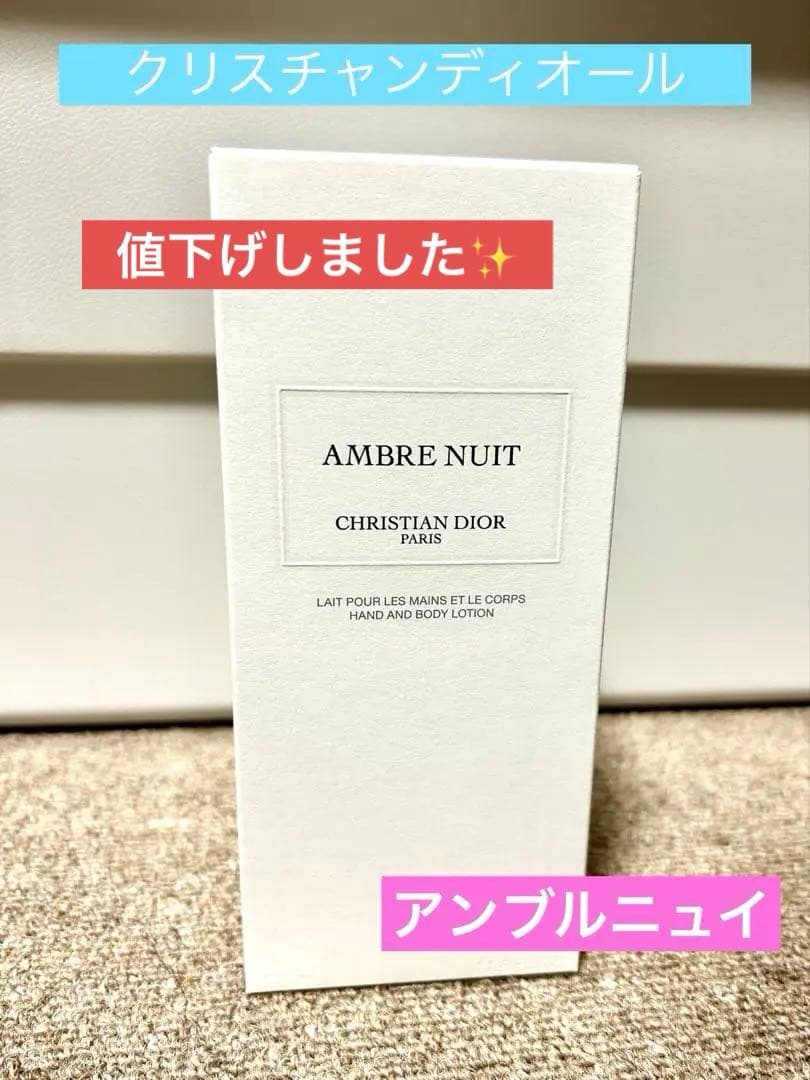 クリスチャンディオール
値下げしました✨
AMBRE NUIT
CHRISTIAN DIOR
PARIS
LAIT POUR LES MAINS ET LE CORPS
HAND AND BODY LOTION
アンブルニュイ